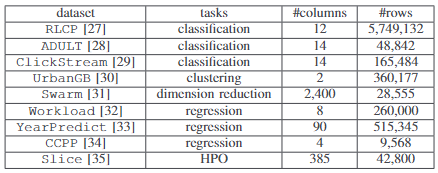 dataset tasks #columns #rows
RLCP [27] classification 12 5,749,132
ADULT [28] classification 14 48,842
ClickStream [29] classification 14 165,484
UrbanGB [30] clustering 2 360,177
Swarm [31] dimension reduction 2,400 28,555
Workload [32] regression 8 260,000
YearPredict [33] regression 90 515,345
CCPP [34] regression 4 9,568
Slice [35] HPO 385 42,800